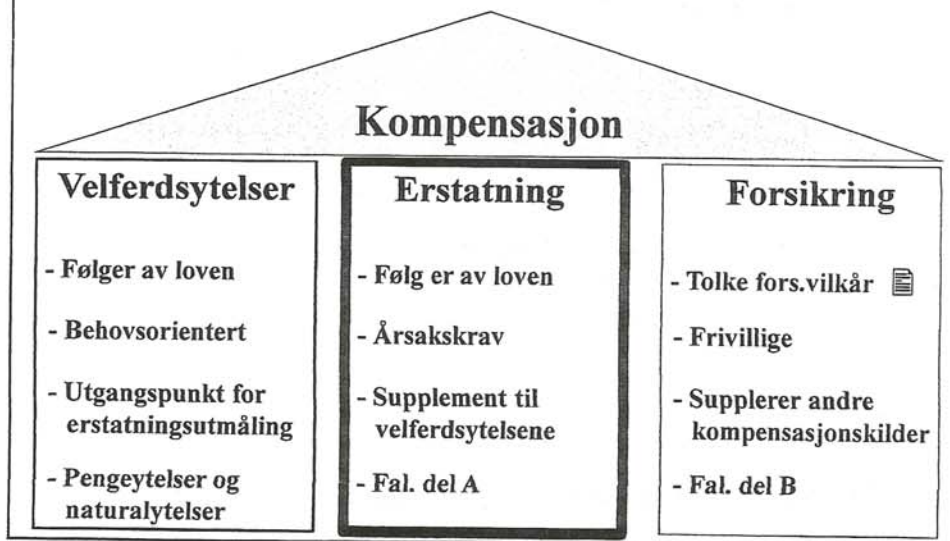 Kompensasjon
Velferdsytelser
- Følger av loven
- Behovsorientert
- Utgangspunkt for
erstatningsutmåling
- Pengeytelser og
naturalytelser
Erstatning
- Følg er av loven
- Årsakskrav
- Supplement til
velferdsytelsene
- Fal. del A
Forsikring
- Tolke fors.vilkår
- Frivillige
- Supplerer andre
kompensasjonskilder
- Fal. del B